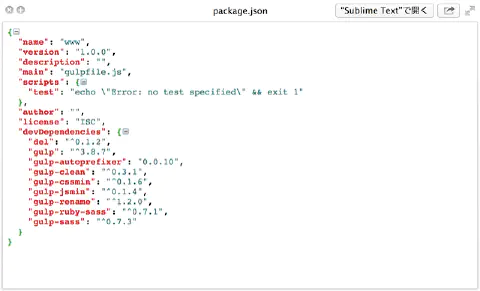 package.json
"Sublime Text"で開く
{
"name": "www",
"version": "1.0.0",
"description": "",
"main": "gulpfile.js",
"scripts": {
"test": "echo \"Error: no test specified\" && exit 1"
},
"author": "",
"license": "ISC",
"devDependencies": {
"del": "^0.1.2",
"gulp": "^3.8.7",
"gulp-autoprefixer": "0.0.10",
"gulp-clean": "^0.3.1",
"gulp-cssmin": "^0.1.6",
"gulp-jsmin": "^0.1.4",
"gulp-rename": "^1.2.0",
"gulp-ruby-sass": "^0.7.1",
"gulp-sass": "^0.7.3"
}
}